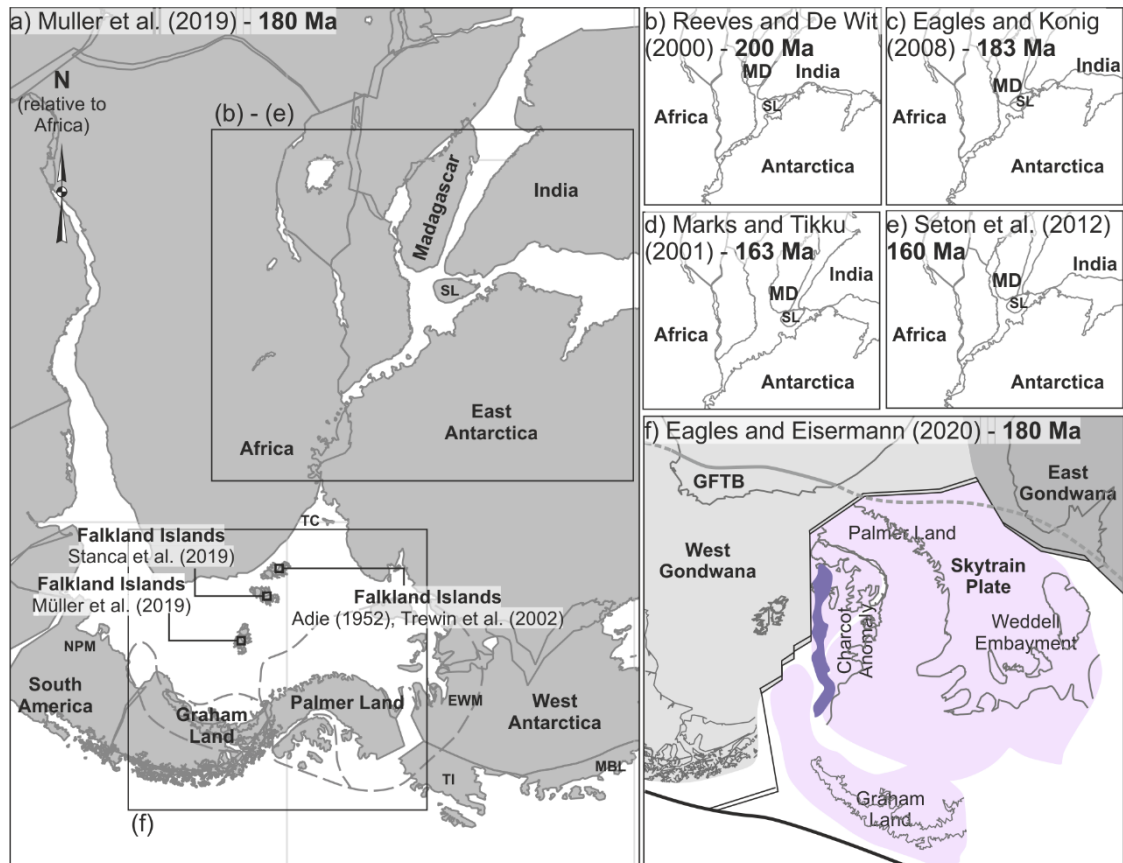 a) Muller et al. (2019) - 180 Ma
N
(relative to
Africa)
(b) - (e)
Madagascar
India
SL
East
Antarctica
Africa
TC
Falkland Islands
Stanca et al. (2019)
Falkland Islands
Müller et al. (2019)
Falkland Islands
Adie (1952), Trewin et al. (2002)
NPM
South
America
Graham
Land
Palmer Land
EWM
West
Antarctica
TI
MBL
(f)
b) Reeves and De Wit
(2000) - 200 Ma
MD
India
SL
Africa
Antarctica
c) Eagles and Konig
(2008) - 183 Ma
India
MD
SL
Africa
Antarctica
d) Marks and Tikku
(2001) - 163 Ma
India
MD
SL
Africa
Antarctica
e) Seton et al. (2012)
160 Ma
India
MD
SL
Africa
Antarctica
f) Eagles and Eisermann (2020) - 180 Ma
GFTB
East
Gondwana
Palmer Land
West
Gondwana
Skytrain
Plate
Charcot
Anomaly
Weddell
Embayment
Graham
Land